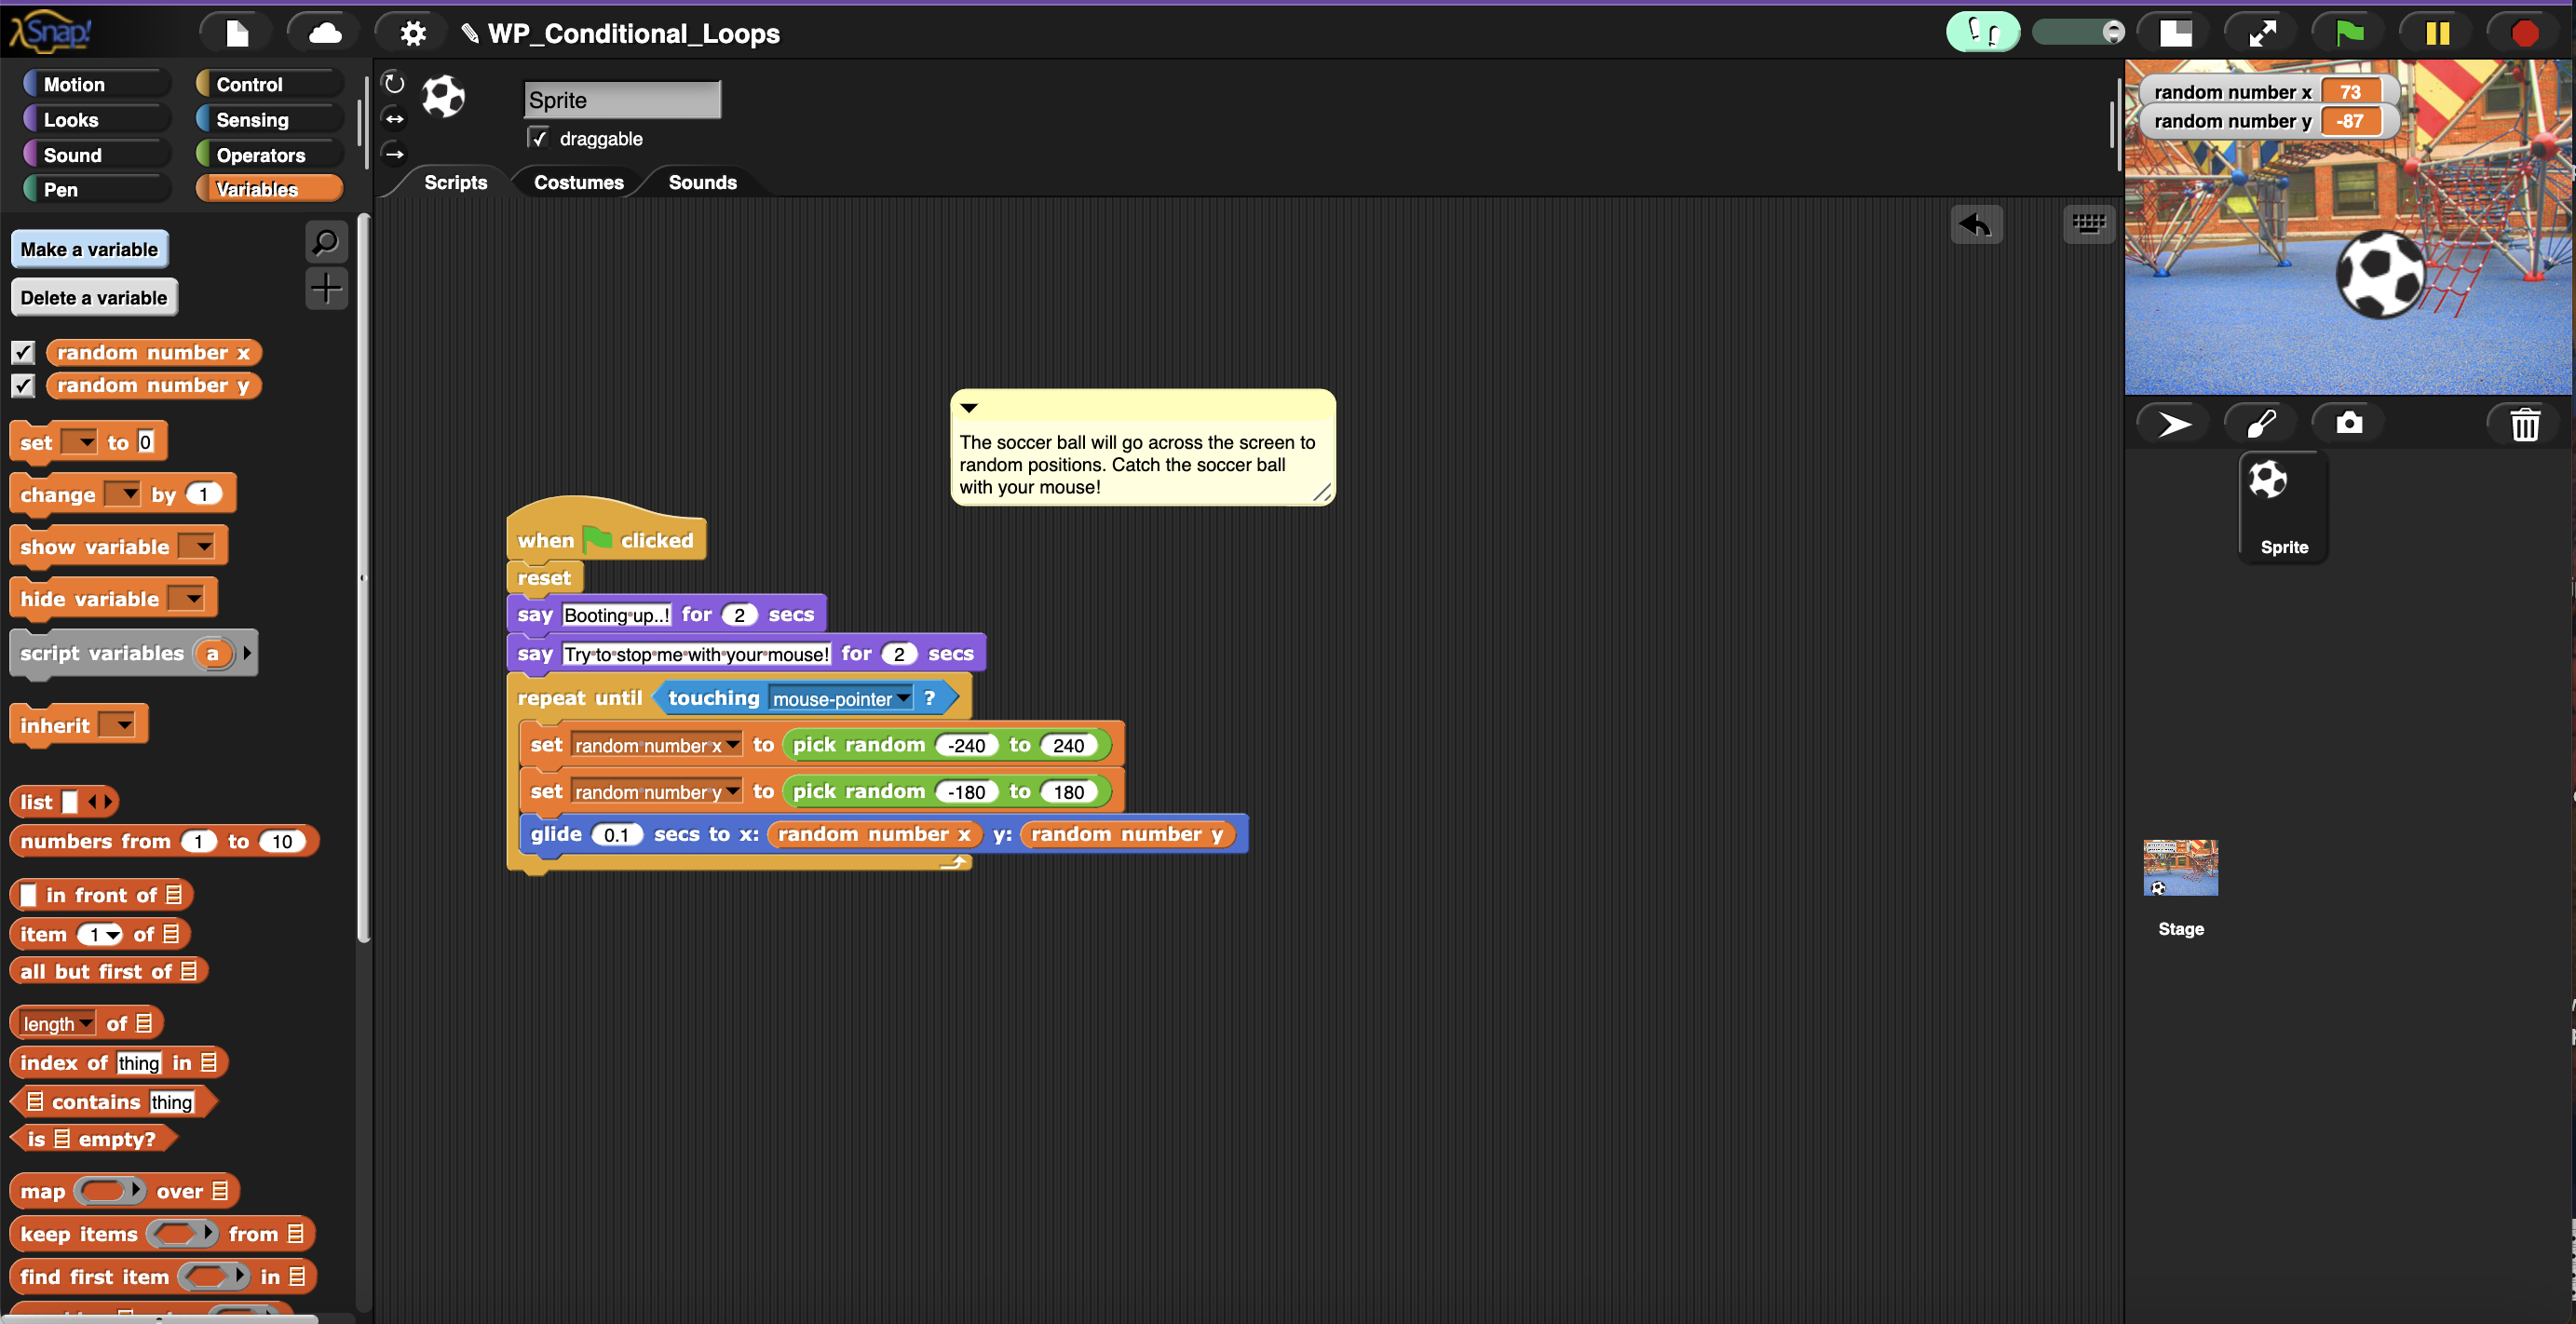 Snap!
WP_Conditional_Loops
Motion
Control
Looks
Sensing
Sound
Operators
Pen
Variables
Make a variable
Delete a variable
random number x
random number y
set to 0
change by 1
show variable
hide variable
script variables a
inherit
list
numbers from 1 to 10
in front of
item 1 of
all but first of
length of
index of thing in
contains thing
is empty?
map over
keep items from
find first item in
Sprite
draggable
Scripts
Costumes
Sounds
The soccer ball will go across the screen to
random positions. Catch the soccer ball
with your mouse!
when clicked
reset
say Booting up..! for 2 secs
say Try to stop me with your mouse! for 2 secs
repeat until touching mouse-pointer ?
set random number x to pick random -240 to 240
set random number y to pick random -180 to 180
glide 0.1 secs to x: random number x y: random number y
random number x 73
random number y -87
Sprite
Stage